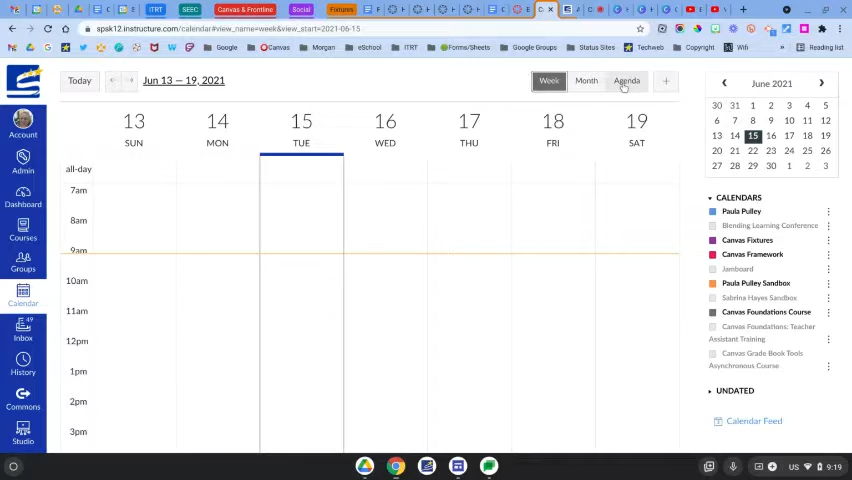 ITRT
SEEC
Canvas & Frontline
Social
Fixtures
spsk12.instructure.com/calendar#view_name=week&view_start=2021-06-15
Google
Canvas
Morgan
eSchool
ITRT
Forms/Sheets
Google Groups
Status Sites
Techweb
Copyright
Wifi
»
Reading list
Today
Jun 13 — 19, 2021
Week
Month
Agenda
+
June 2021
30 31 1 2 3 4 5
6 7 8 9 10 11 12
13 14 15 16 17 18 19
20 21 22 23 24 25 26
27 28 29 30 1 2 3
13 14 15 16 17 18 19
SUN MON TUE WED THU FRI SAT
all-day
7am
8am
9am
10am
11am
12pm
1pm
2pm
3pm
Account
Admin
Dashboard
Courses
Groups
Calendar
49
Inbox
History
Commons
Studio
CALENDARS
Paula Pulley
Blending Learning Conference
Canvas Fixtures
Canvas Framework
Jamboard
Paula Pulley Sandbox
Sabrina Hayes Sandbox
Canvas Foundations Course
Canvas Foundations: Teacher
Assistant Training
Canvas Grade Book Tools
Asynchronous Course
UNDATED
Calendar Feed
US
9:19